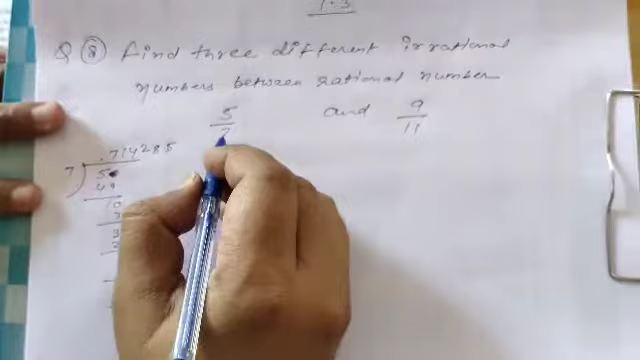 1.3
Q ⑧ find three different irrational
numbers between rational number
5/7 and 9/11
.714285
7 ) 50
49
10